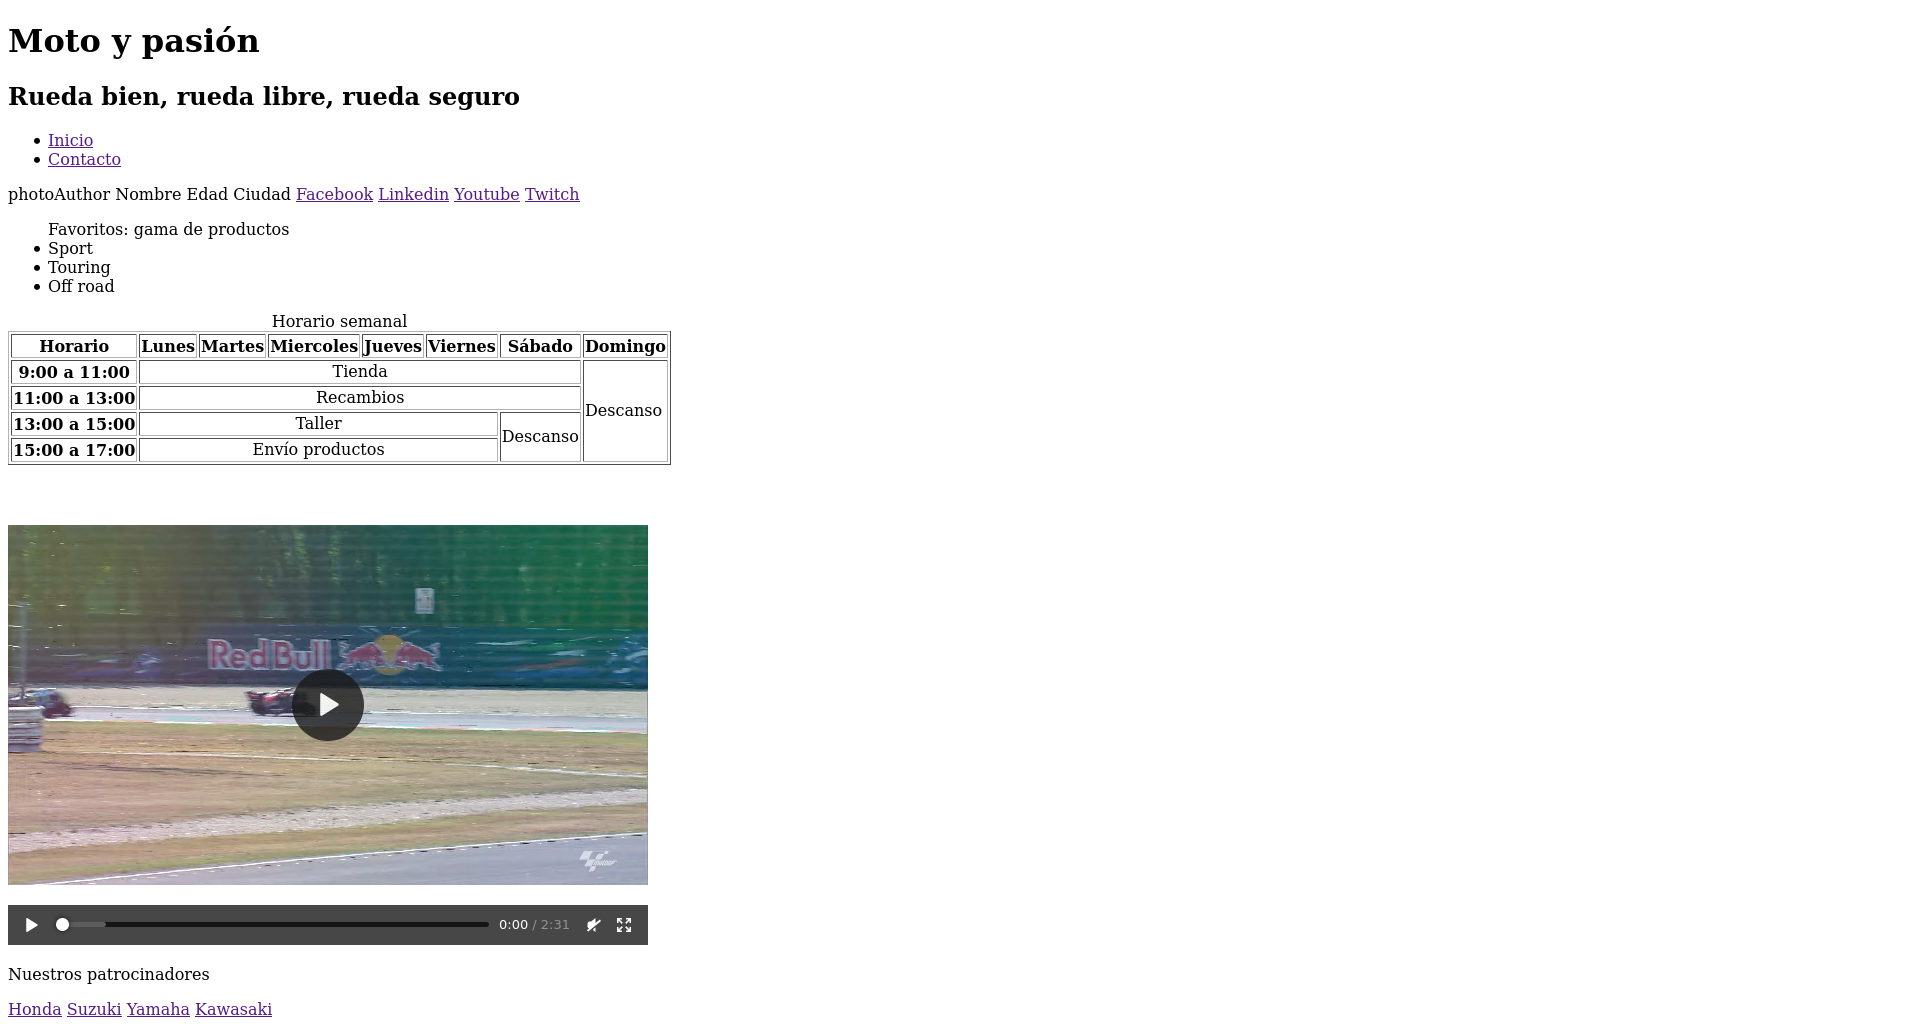 Moto y pasión
Rueda bien, rueda libre, rueda seguro
Inicio
Contacto
photoAuthor Nombre Edad Ciudad Facebook Linkedin Youtube Twitch
Favoritos: gama de productos
Sport
Touring
Off road
Horario semanal
Horario Lunes Martes Miercoles Jueves Viernes Sábado Domingo
9:00 a 11:00 Tienda
11:00 a 13:00 Recambios
Descanso
13:00 a 15:00 Taller
Descanso
15:00 a 17:00 Envío productos
Red Bull
0:00 / 2:31
Nuestros patrocinadores
Honda Suzuki Yamaha Kawasaki